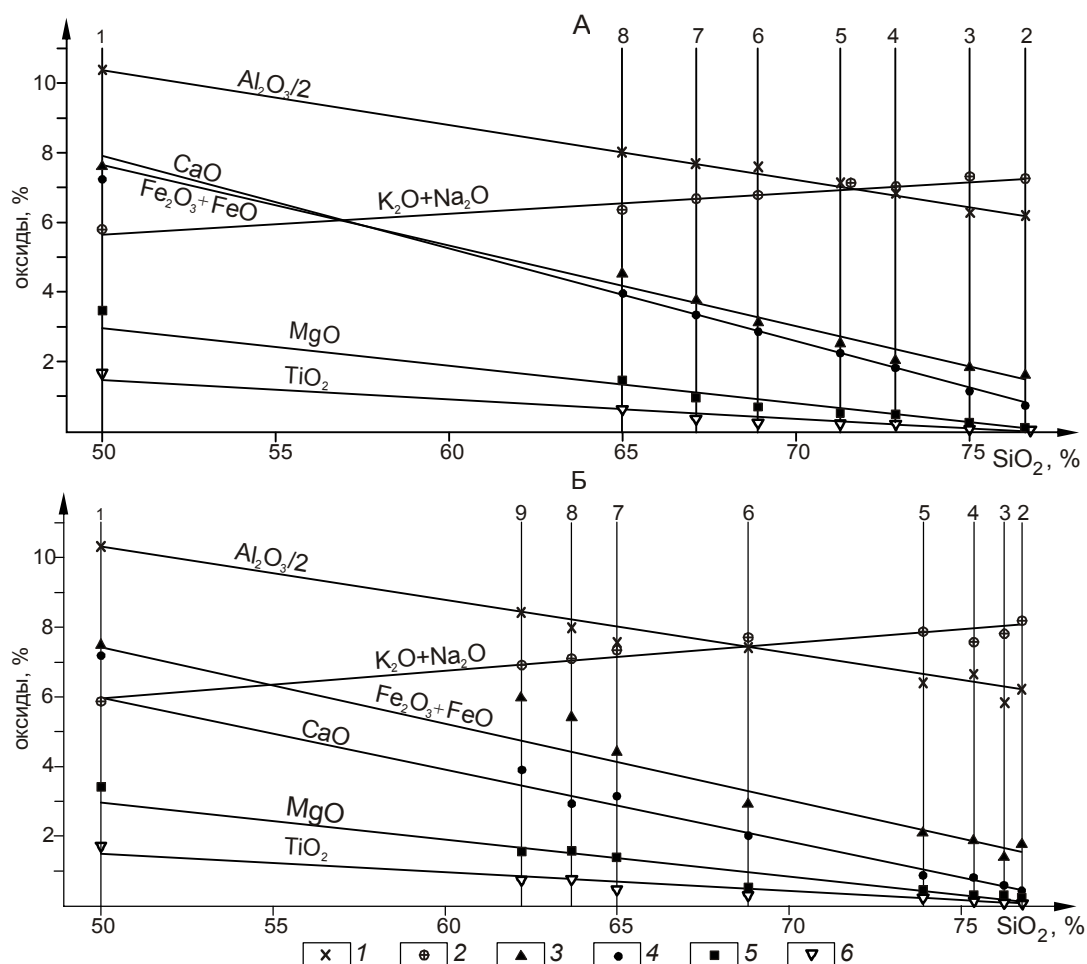 А
1 8 7 6 5 4 3 2
10
8
6
4
2
оксиды, %
Al₂O₃/2
CaO
Fe₂O₃+FeO
K₂O+Na₂O
MgO
TiO₂
50 55 60 65 70 75 SiO₂, %
Б
1 9 8 7 6 5 4 3 2
10
8
6
4
2
оксиды, %
Al₂O₃/2
K₂O+Na₂O
Fe₂O₃+FeO
CaO
MgO
TiO₂
50 55 60 65 70 75 SiO₂, %
1 2 3 4 5 6